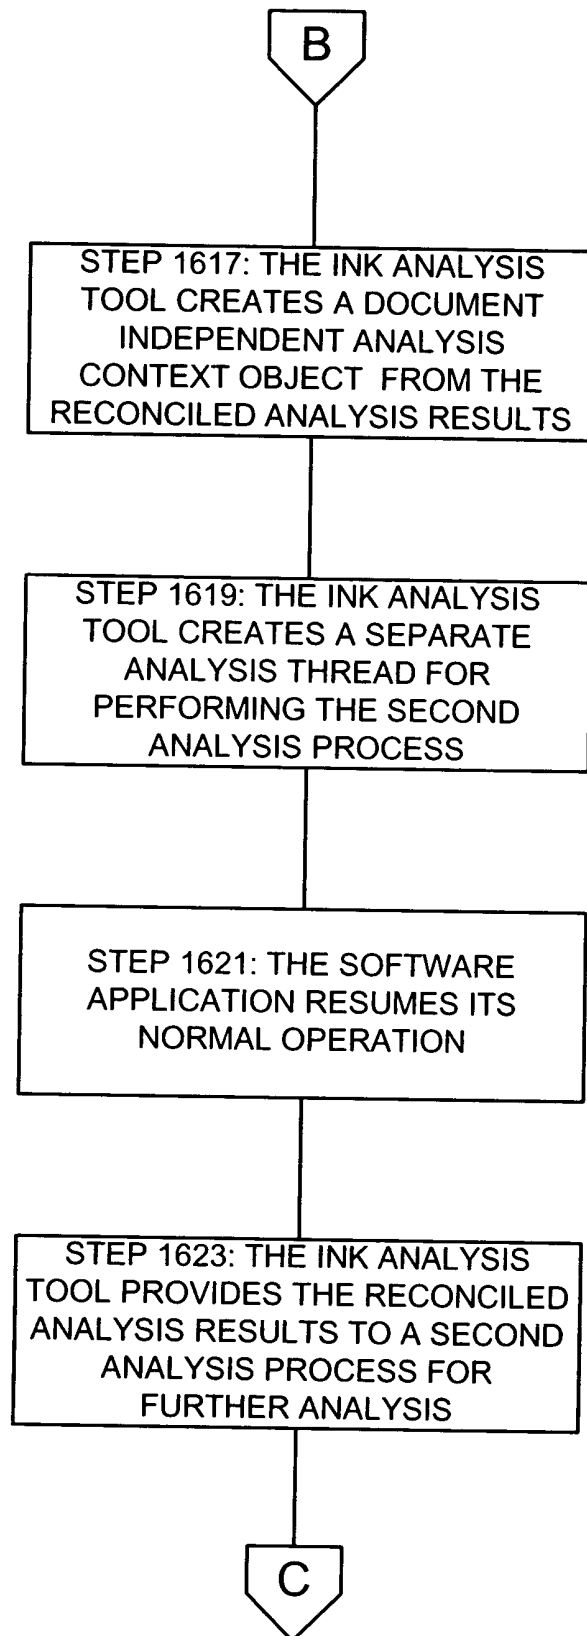 B
STEP 1617: THE INK ANALYSIS
TOOL CREATES A DOCUMENT
INDEPENDENT ANALYSIS
CONTEXT OBJECT FROM THE
RECONCILED ANALYSIS RESULTS
STEP 1619: THE INK ANALYSIS
TOOL CREATES A SEPARATE
ANALYSIS THREAD FOR
PERFORMING THE SECOND
ANALYSIS PROCESS
STEP 1621: THE SOFTWARE
APPLICATION RESUMES ITS
NORMAL OPERATION
STEP 1623: THE INK ANALYSIS
TOOL PROVIDES THE RECONCILED
ANALYSIS RESULTS TO A SECOND
ANALYSIS PROCESS FOR
FURTHER ANALYSIS
C